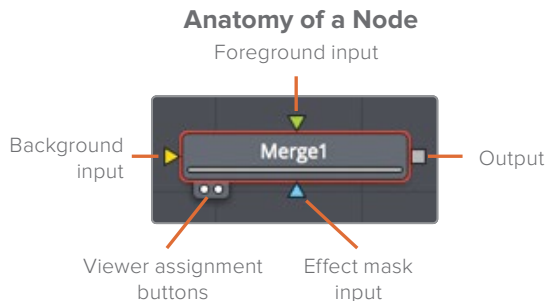 Anatomy of a Node
Foreground input
Background
input
Merge1
Output
Viewer assignment
buttons
Effect mask
input